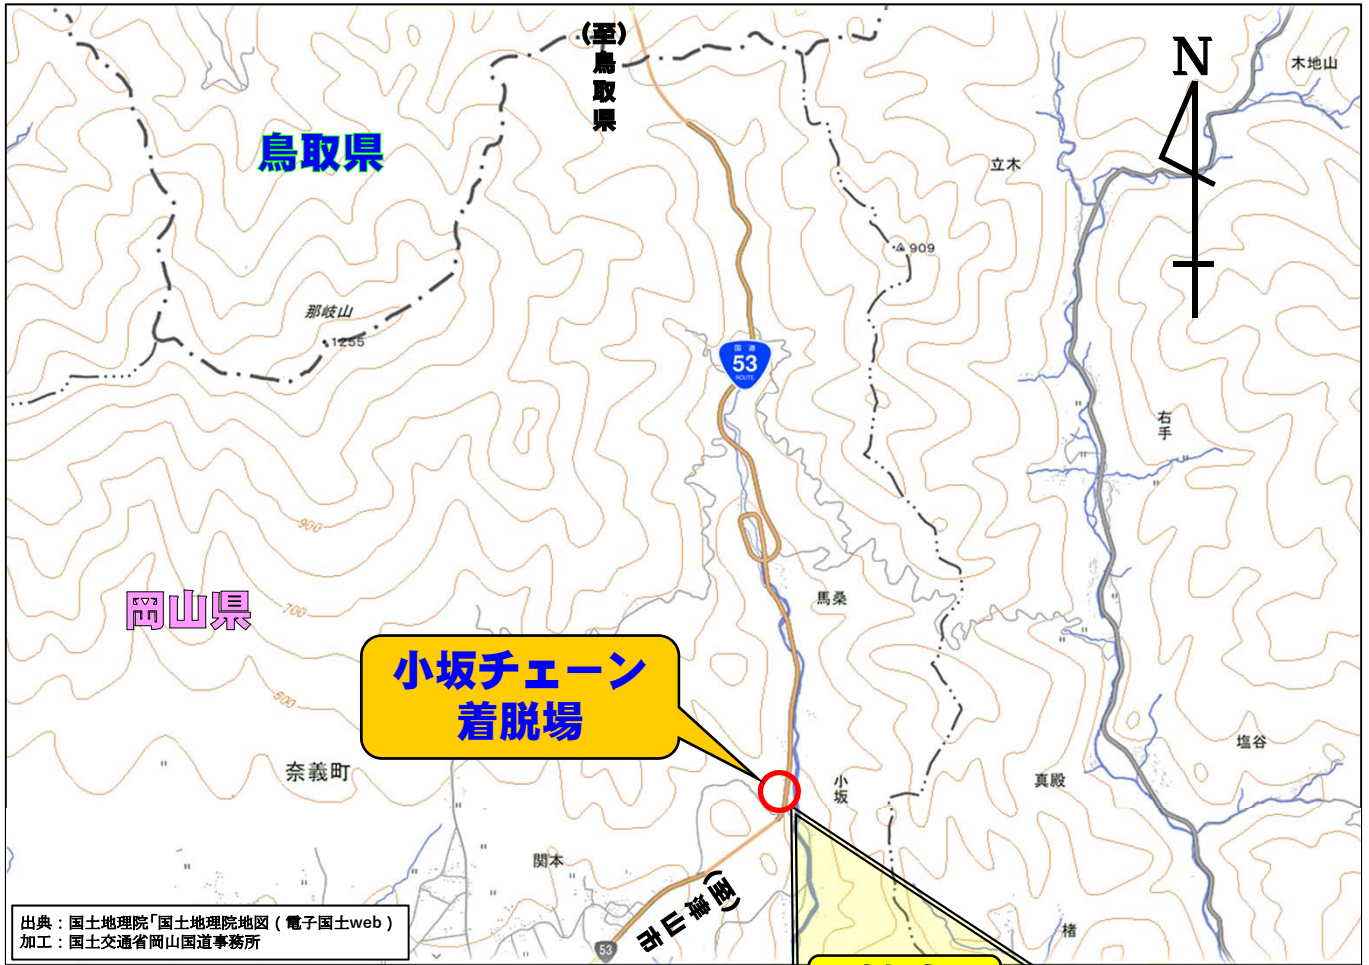 (至)鳥取県
N
木地山
鳥取県
立木
909
那岐山
1255
国道
53
ROUTE
右手
900
岡山県
700
馬桑
小坂チェーン
着脱場
500
奈義町
塩谷
小坂
真殿
関本
(至)津山市
楮
53
出典：国土地理院「国土地理院地図(電子国土web)
加工：国土交通省岡山国道事務所